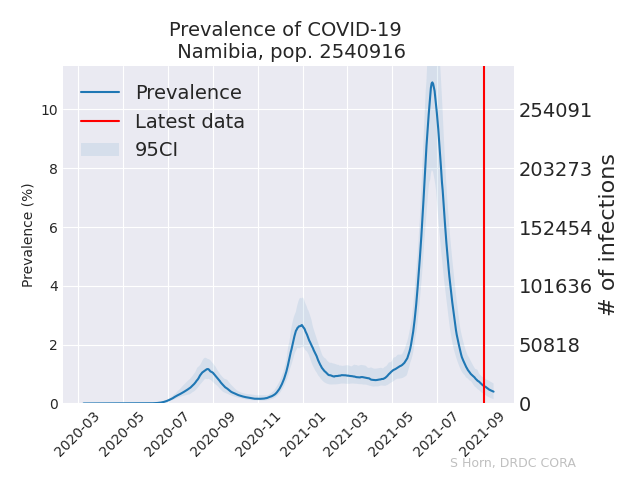 Prevalence of COVID-19
Namibia, pop. 2540916
Prevalence
Latest data
95CI
Prevalence (%)
10
8
6
4
2
0
254091
203273
152454
101636
50818
0
# of infections
2020-03
2020-05
2020-07
2020-09
2020-11
2021-01
2021-03
2021-05
2021-07
2021-09
S Horn, DRDC CORA